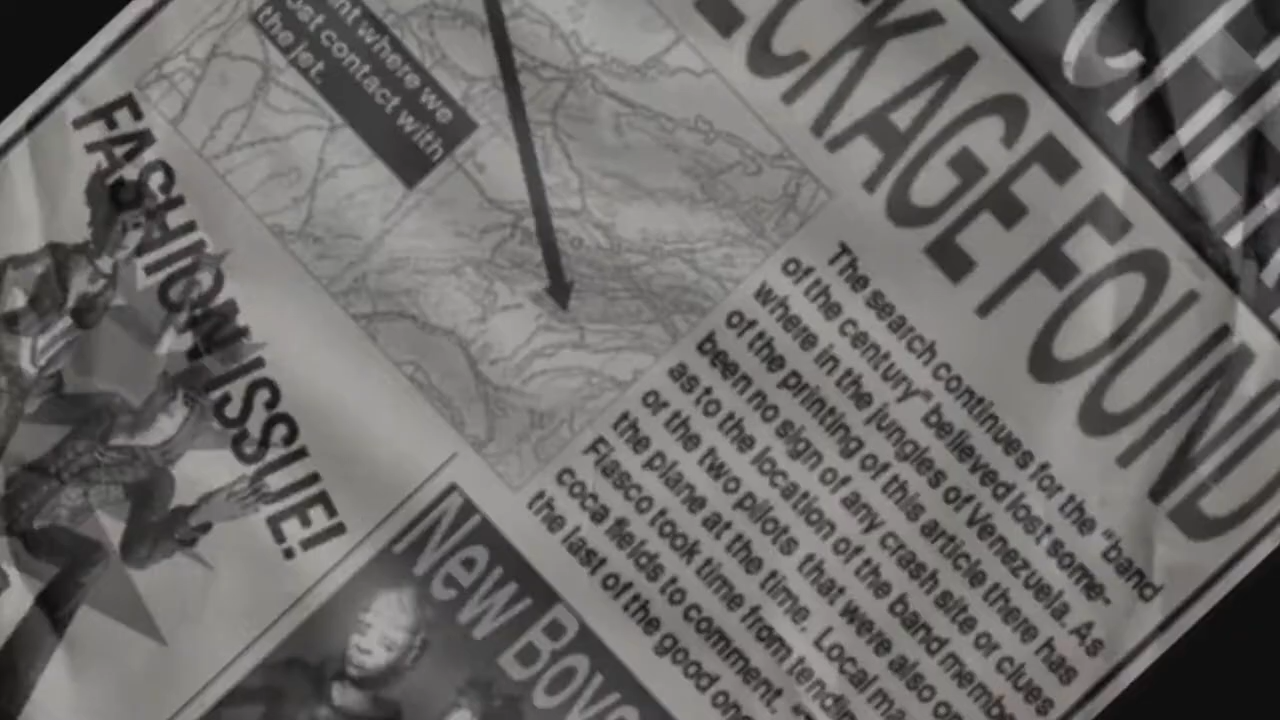 ECKAGE FOUND
nt where we
ost contact with
the jet.
The search continues for the "band
of the century" believed lost some-
where in the jungles of Venezuela. As
of the printing of this article there has
been no sign of any crash site or clues
as to the location of the band membe
or the two pilots that were also o
the plane at the time. Local ma
Fiasco took time from tendin
coca fields to comment.
the last of the good on
FASHION ISSUE!
New Boy